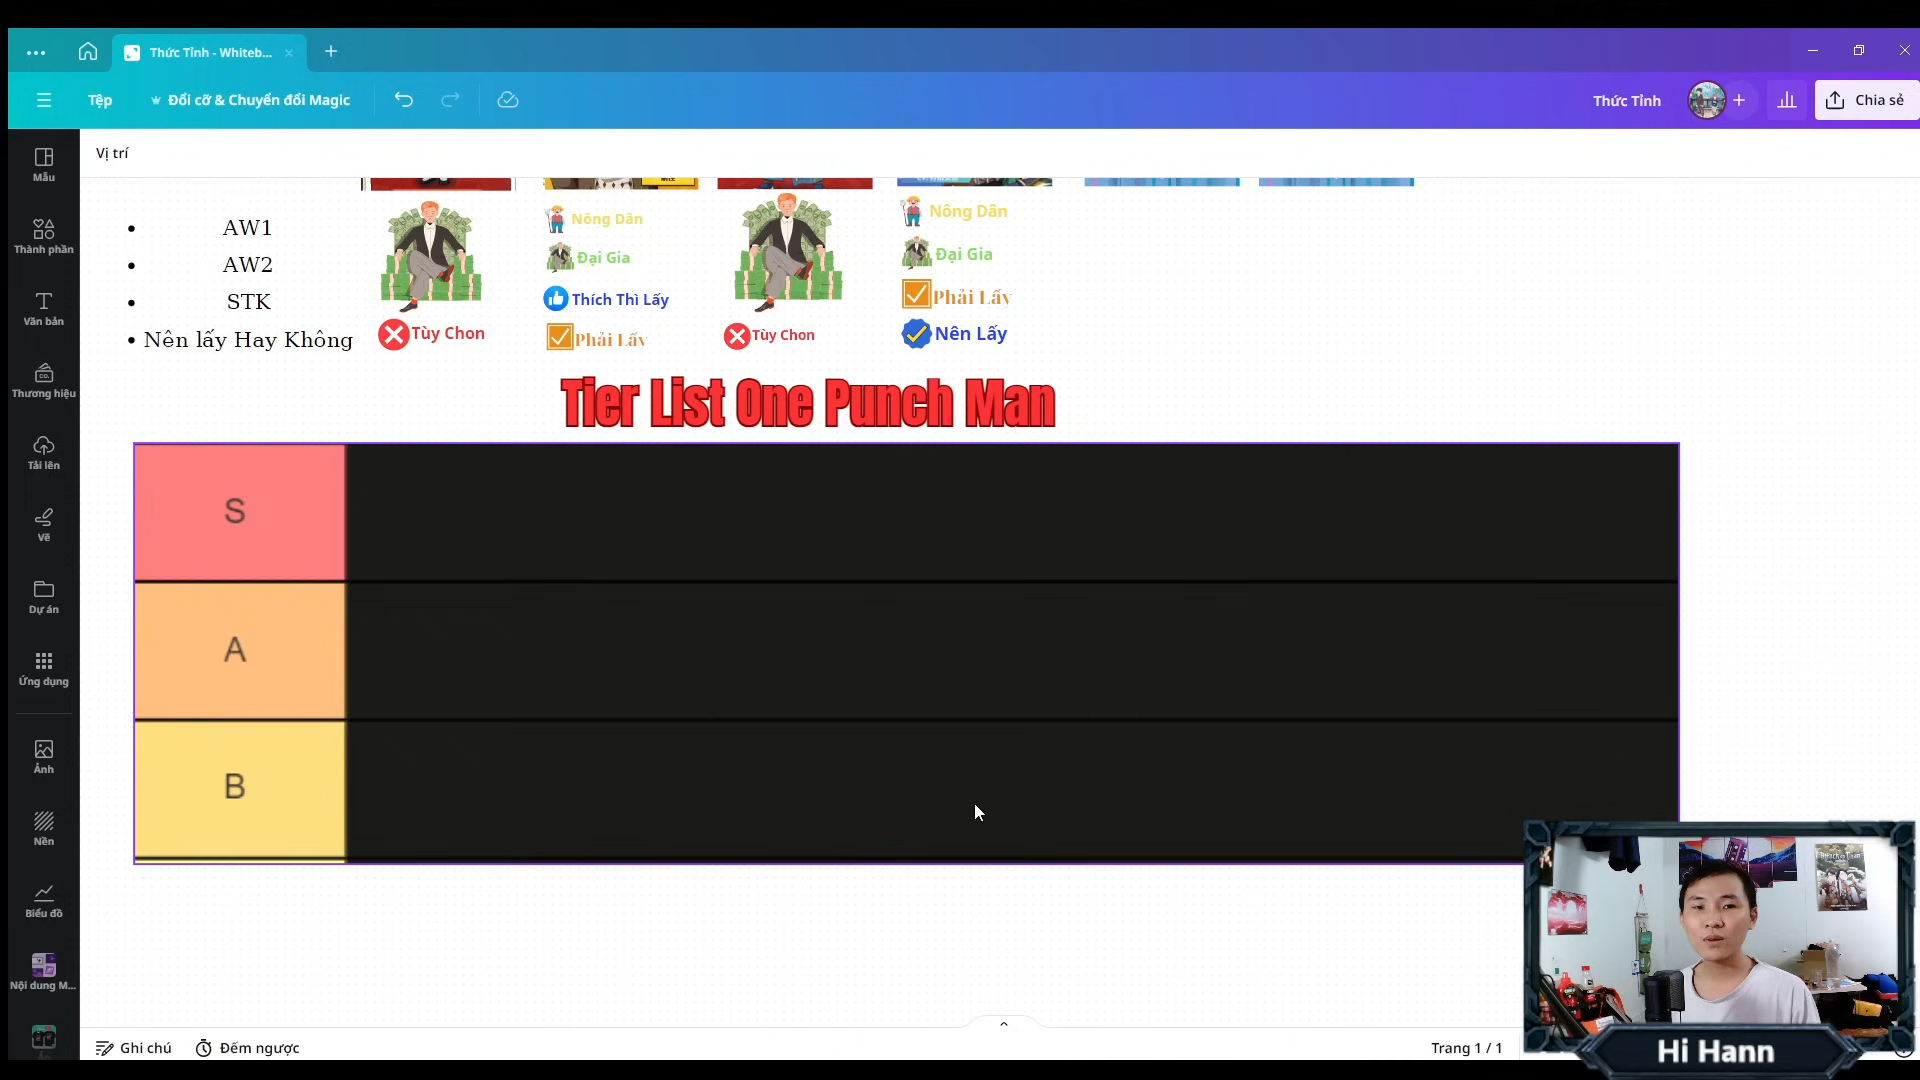 Thức Tỉnh - Whiteb...
Tệp
Đổi cỡ & Chuyển đổi Magic
Thức Tỉnh
Chia sẻ
Mẫu
Thành phần
Văn bản
Thương hiệu
Tải lên
Vẽ
Dự án
Ứng dụng
Ảnh
Nền
Biểu đồ
Nội dung M...
Vị trí
AW1
AW2
STK
Nên lấy Hay Không
Tùy Chon
Nông Dân
Đại Gia
Thích Thì Lấy
Phải Lấy
Tùy Chon
Nông Dân
Đại Gia
Phải Lấy
Nên Lấy
Tier List One Punch Man
S
A
B
Ghi chú
Đếm ngược
Trang 1 / 1
Hi Hann